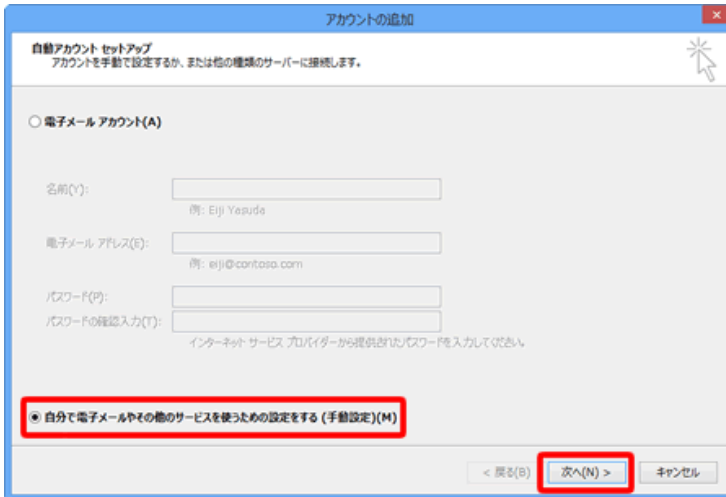 アカウントの追加
自動アカウント セットアップ
アカウントを手動で設定するか、または他の種類のサーバーに接続します。
電子メール アカウント(A)
名前(Y):
例: Eiji Yasuda
電子メール アドレス(E):
例: eiji@contoso.com
パスワード(P):
パスワードの確認入力(T):
インターネット サービス プロバイダーから提供されたパスワードを入力してください。
自分で電子メールやその他のサービスを使うための設定をする (手動設定)(M)
< 戻る(B) 次へ(N) > キャンセル